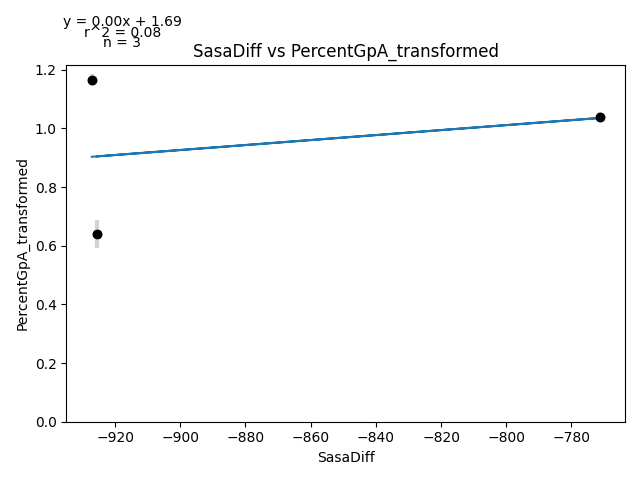 y = 0.00x + 1.69
r^2 = 0.08
n = 3
SasaDiff vs PercentGpA_transformed
1.2
1.0
0.8
0.6
0.4
0.2
0.0
PercentGpA_transformed
−920 −900 −880 −860 −840 −820 −800 −780
SasaDiff